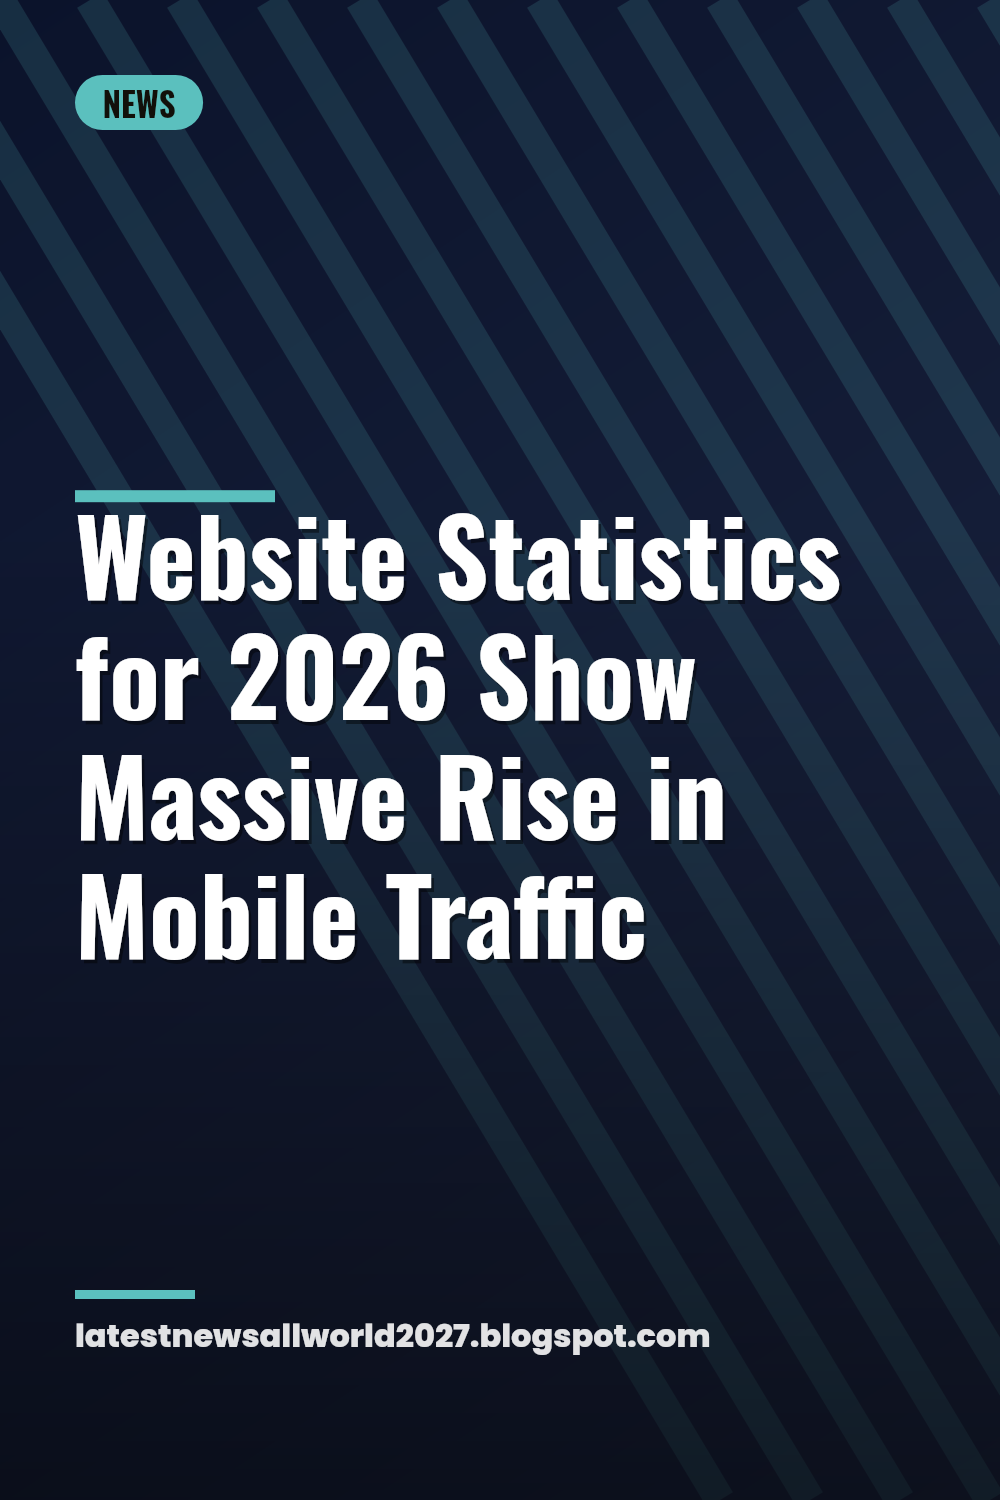 NEWS
Website Statistics
for 2026 Show
Massive Rise in
Mobile Traffic
latestnewsallworld2027.blogspot.com